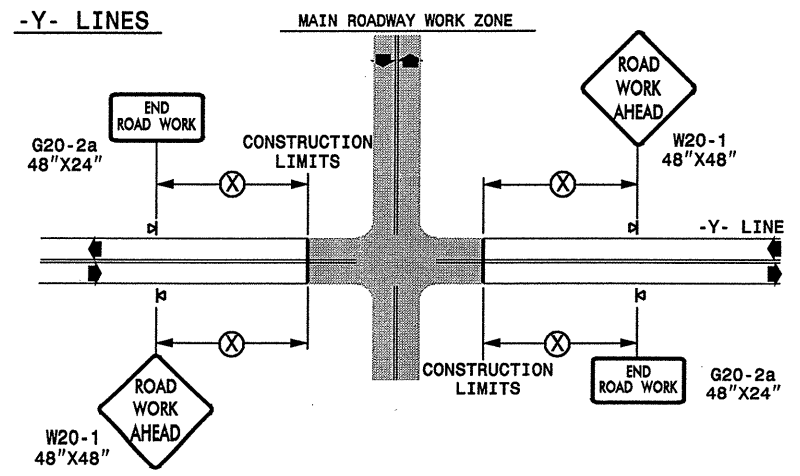 -Y- LINES
MAIN ROADWAY WORK ZONE
END
ROAD WORK
G20-2a
48"X24"
CONSTRUCTION
LIMITS
X
X
ROAD
WORK
AHEAD
W20-1
48"X48"
-Y- LINE
X
X
ROAD
WORK
AHEAD
W20-1
48"X48"
CONSTRUCTION
LIMITS
END
ROAD WORK
G20-2a
48"X24"